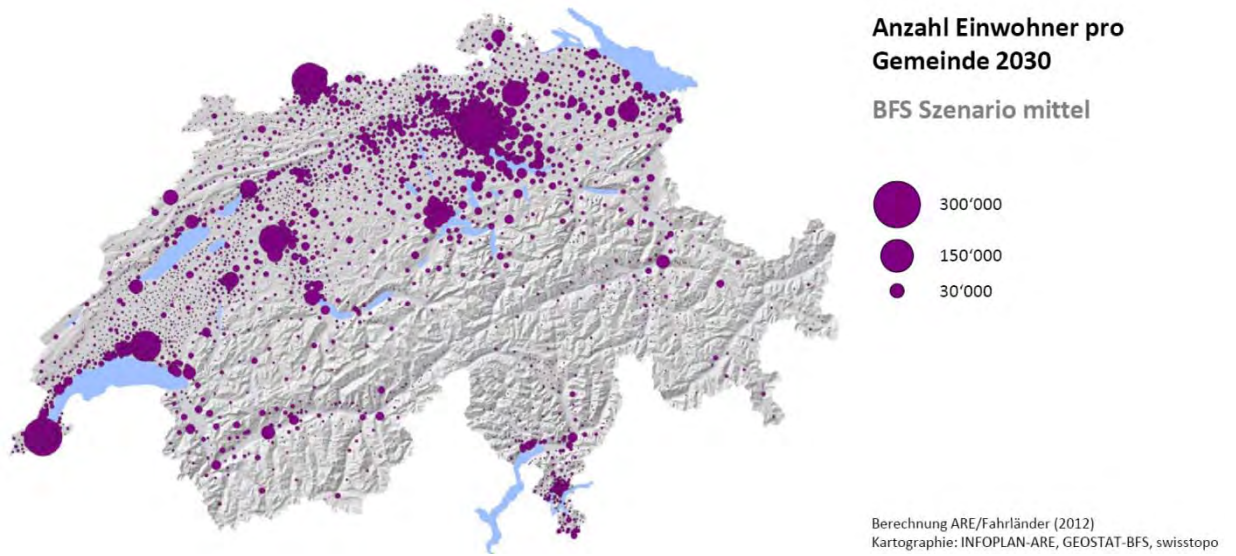 Anzahl Einwohner pro
Gemeinde 2030
BFS Szenario mittel
300‘000
150‘000
30‘000
Berechnung ARE/Fahrländer (2012)
Kartographie: INFOPLAN-ARE, GEOSTAT-BFS, swisstopo